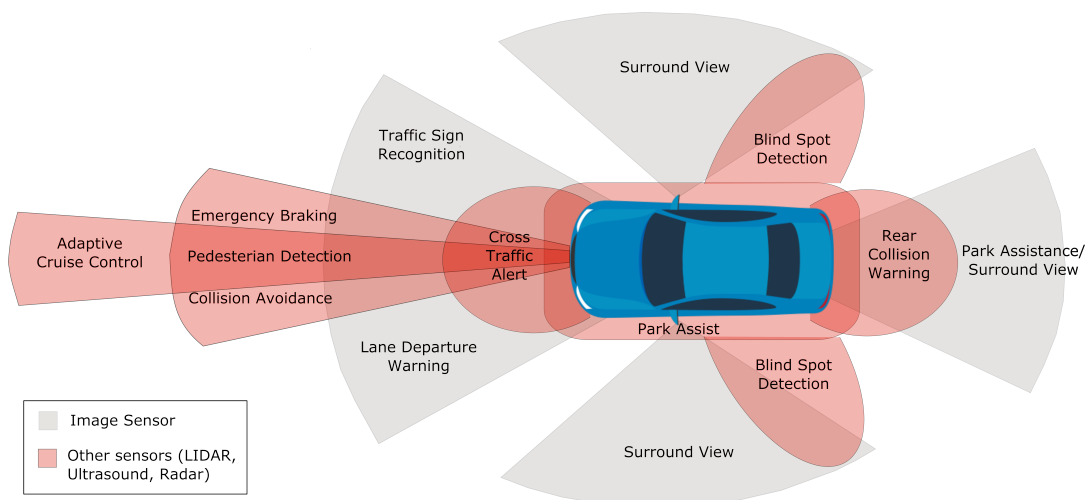 Surround View
Traffic Sign
Recognition
Blind Spot
Detection
Emergency Braking
Adaptive
Cruise Control
Pedesterian Detection
Collision Avoidance
Cross
Traffic
Alert
Rear
Collision
Warning
Park Assistance/
Surround View
Park Assist
Lane Departure
Warning
Blind Spot
Detection
Surround View
Image Sensor
Other sensors (LIDAR,
Ultrasound, Radar)